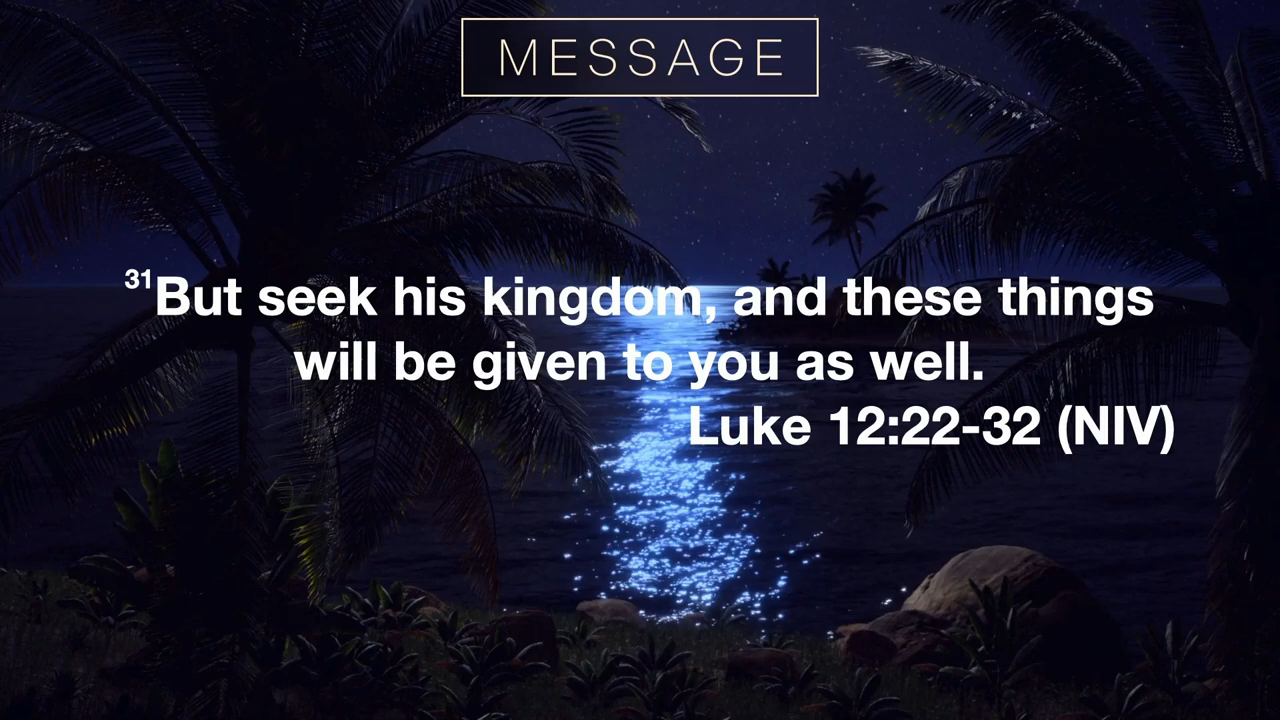 MESSAGE
31But seek his kingdom, and these things
will be given to you as well.
Luke 12:22-32 (NIV)